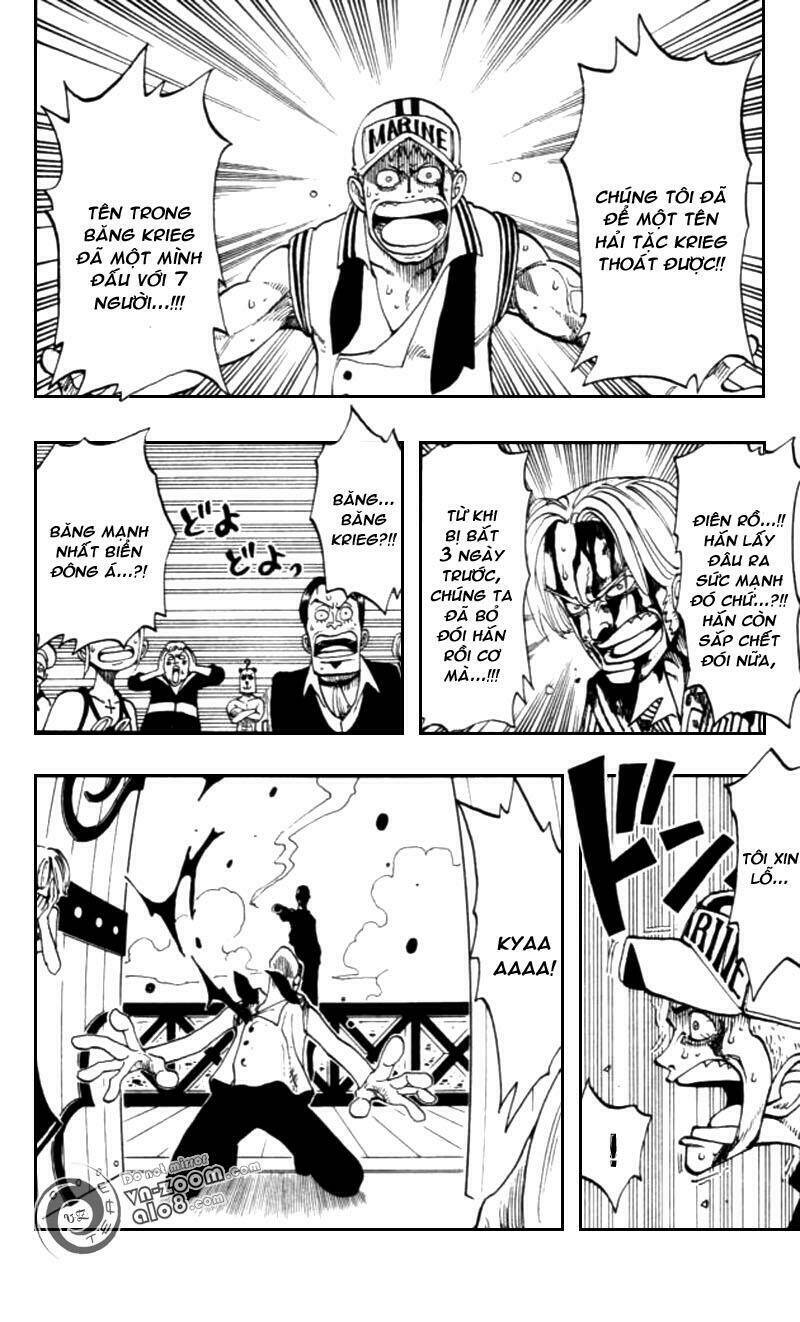 CHÚNG TÔI ĐÃ
ĐỂ MỘT TÊN
HẢI TẶC KRIEG
THOÁT ĐƯỢC!!
MARINE
TÊN TRONG
BĂNG KRIEG
ĐÃ MỘT MÌNH
ĐẤU VỚI 7
NGƯỜI...!!!
ĐIÊN RỒ...!!
HẮN LẤY
ĐÂU RA
SỨC MẠNH
ĐÓ CHỨ...?!!
HẮN CÒN
SẮP CHẾT
ĐÓI NỮA,
TỪ KHI
BỊ BẮT
3 NGÀY
TRƯỚC,
CHÚNG TA
ĐÃ BỎ
ĐÓI HẮN
RỒI CƠ
MÀ...!!!
BĂNG...
BĂNG
KRIEG?!!
どよ
どよっ
BĂNG MẠNH
NHẤT BIỂN
ĐÔNG Á...?!
TÔI XIN
LỖ...
ドン
ARINE
!
KYAA
AAAA!
Do not mirror
vn-zoom.com
alo8.com
VZ